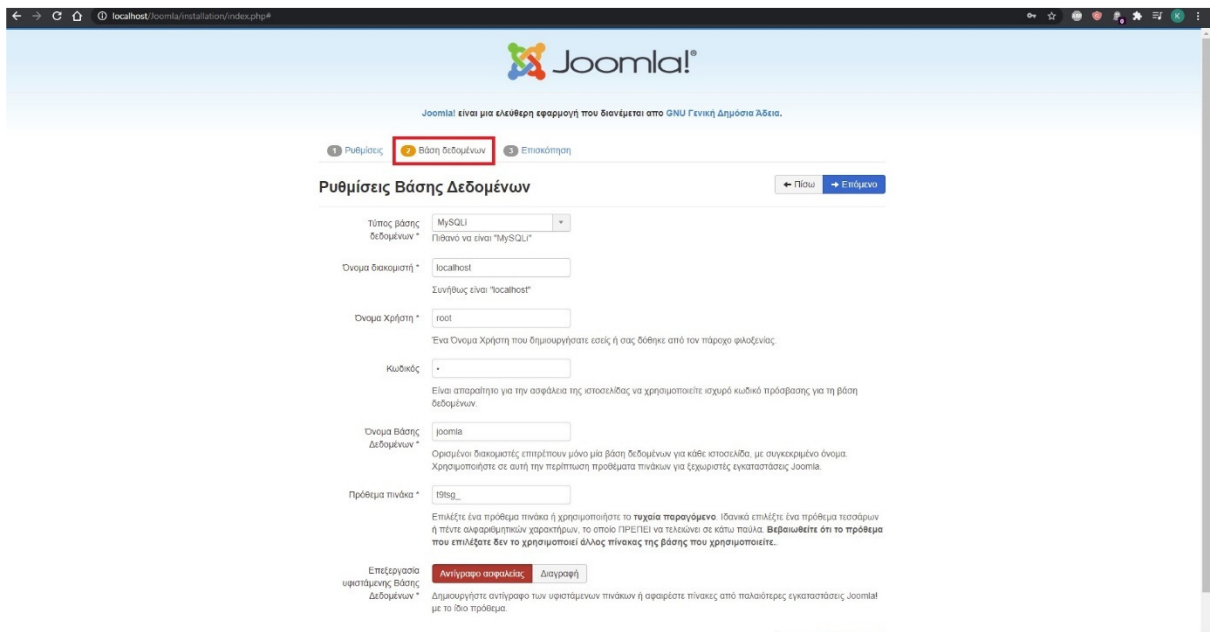 localhost/Joomla/installation/index.php#
K
Joomla!®
Joomla! είναι μια ελεύθερη εφαρμογή που διανέμεται απο GNU Γενική Δημόσια Άδεια.
1 Ρυθμίσεις 2 Βάση δεδομένων 3 Επισκόπηση
Ρυθμίσεις Βάσης Δεδομένων
Πίσω Επόμενο
Τύπος βάσης δεδομένων * MySQLi
Πιθανό να είναι "MySQLi"
Όνομα διακομιστή * localhost
Συνήθως είναι "localhost"
Όνομα Χρήστη * root
Ένα Όνομα Χρήστη που δημιουργήσατε εσείς ή σας δόθηκε από τον πάροχο φιλοξενίας.
Κωδικός
Είναι απαραίτητο για την ασφάλεια της ιστοσελίδας να χρησιμοποιείτε ισχυρό κωδικό πρόσβασης για τη βάση
δεδομένων.
Όνομα Βάσης Δεδομένων * joomla
Ορισμένοι διακομιστές επιτρέπουν μόνο μία βάση δεδομένων για κάθε ιστοσελίδα, με συγκεκριμένο όνομα.
Χρησιμοποιήστε σε αυτή την περίπτωση προθέματα πινάκων για ξεχωριστές εγκαταστάσεις Joomla.
Πρόθεμα πινάκα * t9tsg_
Επιλέξτε ένα πρόθεμα πινάκα ή χρησιμοποιήστε το τυχαία παραγόμενο. Ιδανικά επιλέξτε ένα πρόθεμα τεσσάρων
ή πέντε αλφαριθμητικών χαρακτήρων, το οποίο ΠΡΕΠΕΙ να τελειώνει σε κάτω παύλα. Βεβαιωθείτε ότι το πρόθεμα
που επιλέξατε δεν το χρησιμοποιεί άλλος πίνακας της βάσης που χρησιμοποιείτε..
Επεξεργασία υφιστάμενης Βάσης Δεδομένων * Αντίγραφο ασφαλείας Διαγραφή
Δημιουργήστε αντίγραφο των υφιστάμενων πινάκων ή αφαιρέστε πίνακες από παλαιότερες εγκαταστάσεις Joomla!
με το ίδιο πρόθεμα.